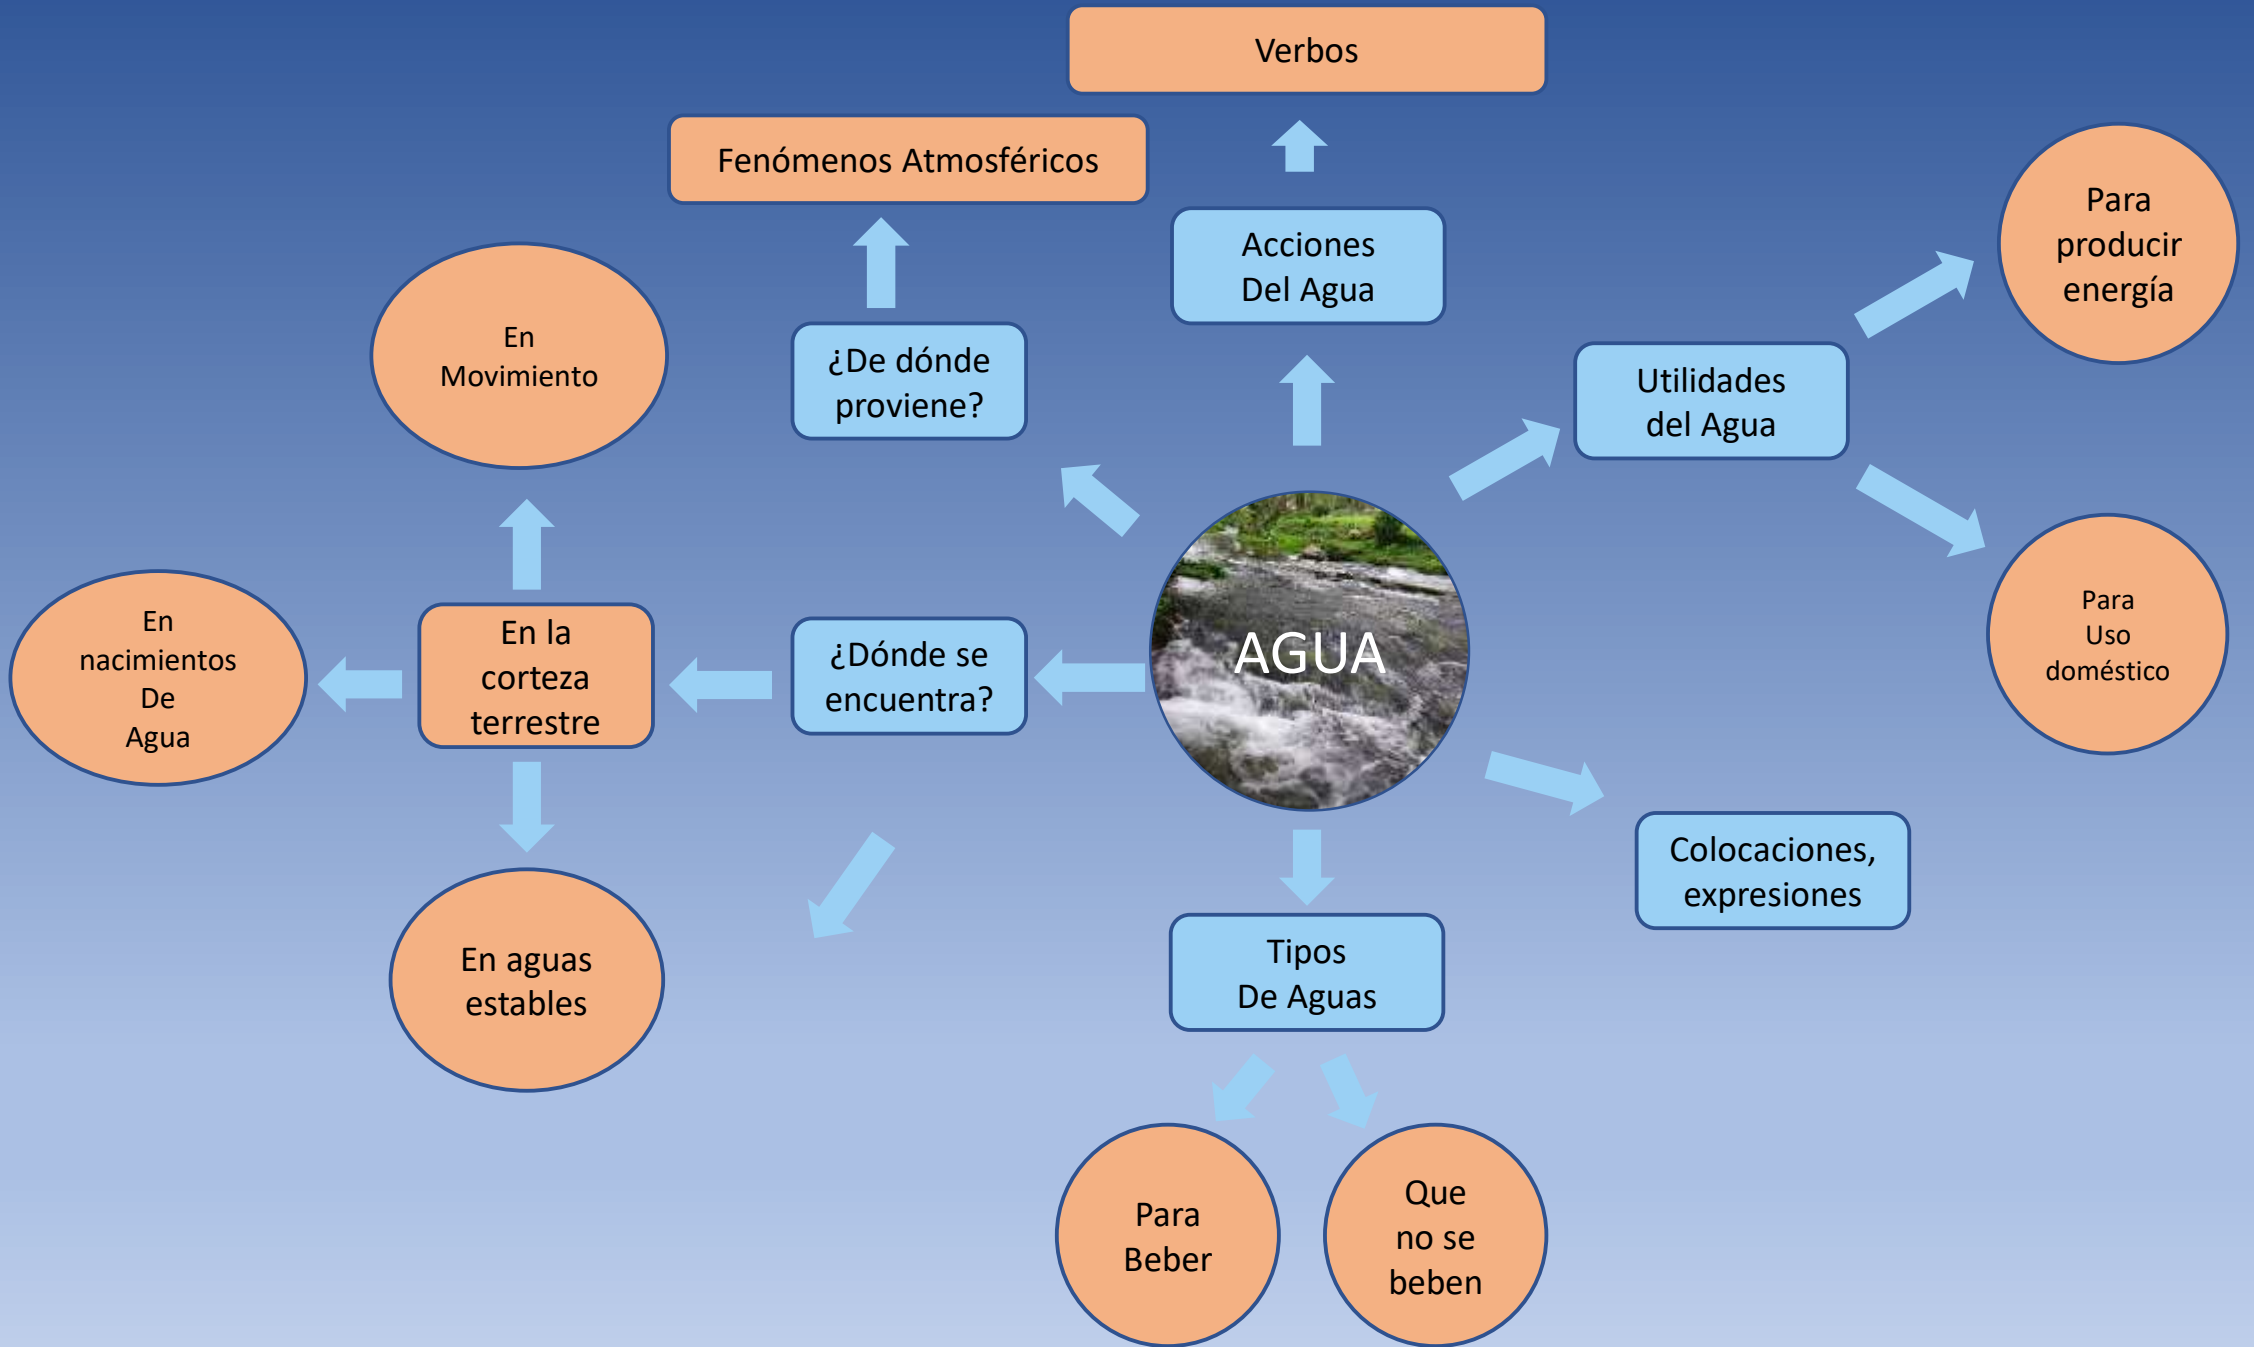 Verbos
Fenómenos Atmosféricos
Acciones
Del Agua
Para
producir
energía
En
Movimiento
¿De dónde
proviene?
Utilidades
del Agua
Para
Uso
doméstico
En
nacimientos
De
Agua
En la
corteza
terrestre
¿Dónde se
encuentra?
AGUA
Colocaciones,
expresiones
En aguas
estables
Tipos
De Aguas
Para
Beber
Que
no se
beben